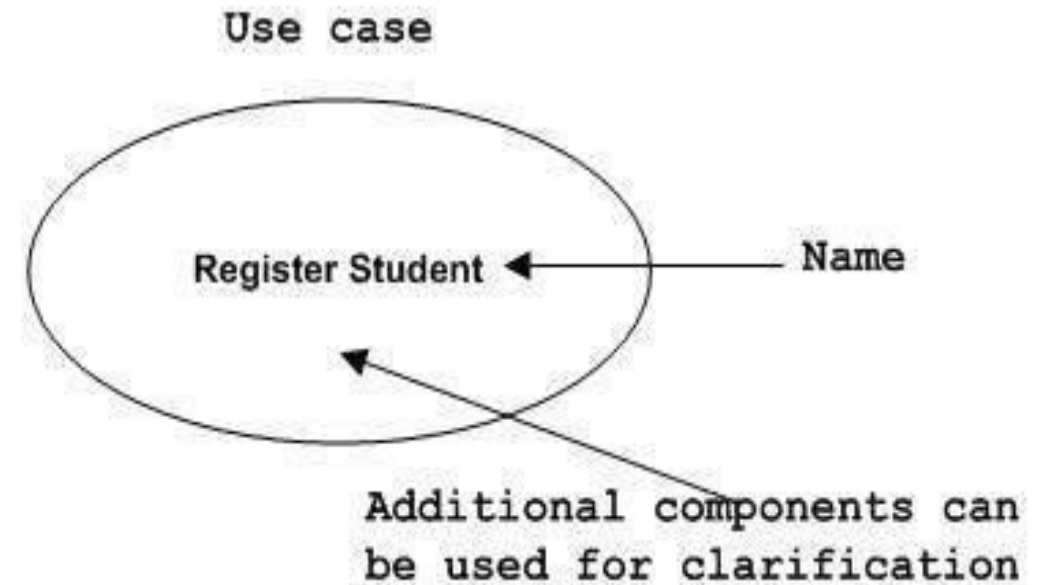 Use case
Register Student
Name
Additional components can
be used for clarification